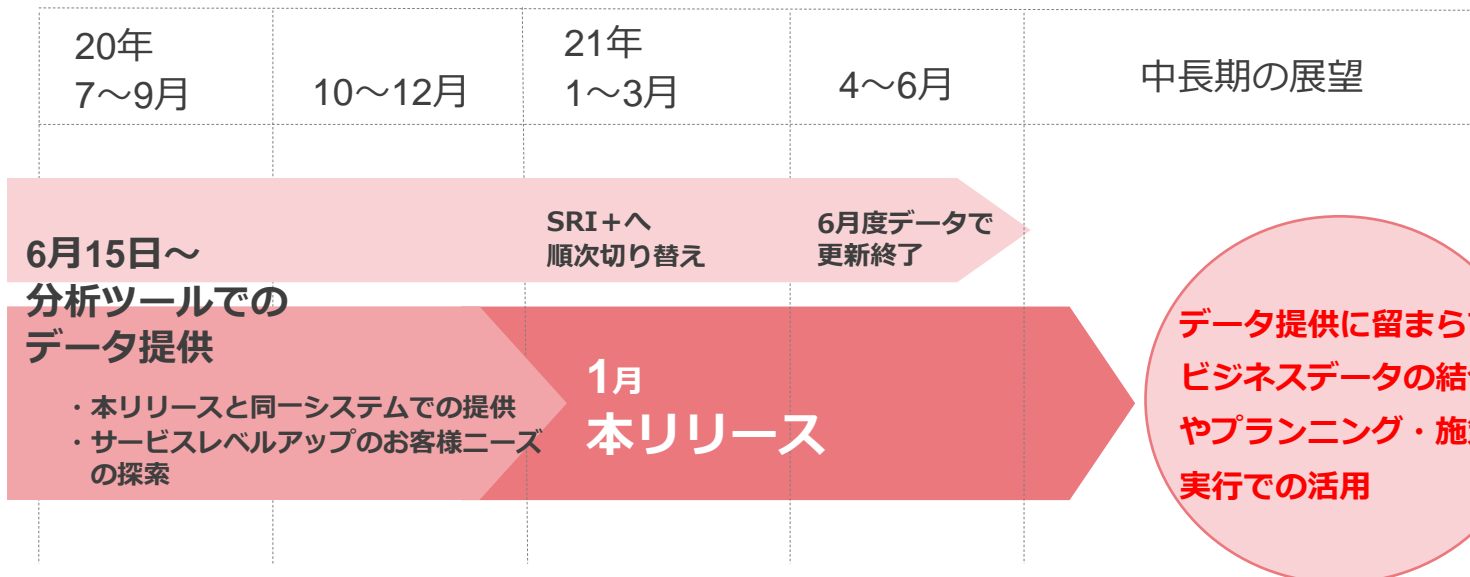 20年
7～9月
10～12月
21年
1～3月
4～6月
中長期の展望
SRI+へ
順次切り替え
6月度データで
更新終了
6月15日～
分析ツールでの
データ提供
・本リリースと同一システムでの提供
・サービスレベルアップのお客様ニーズ
の探索
1月
本リリース
データ提供に留まら
ビジネスデータの結
やプランニング・施
実行での活用